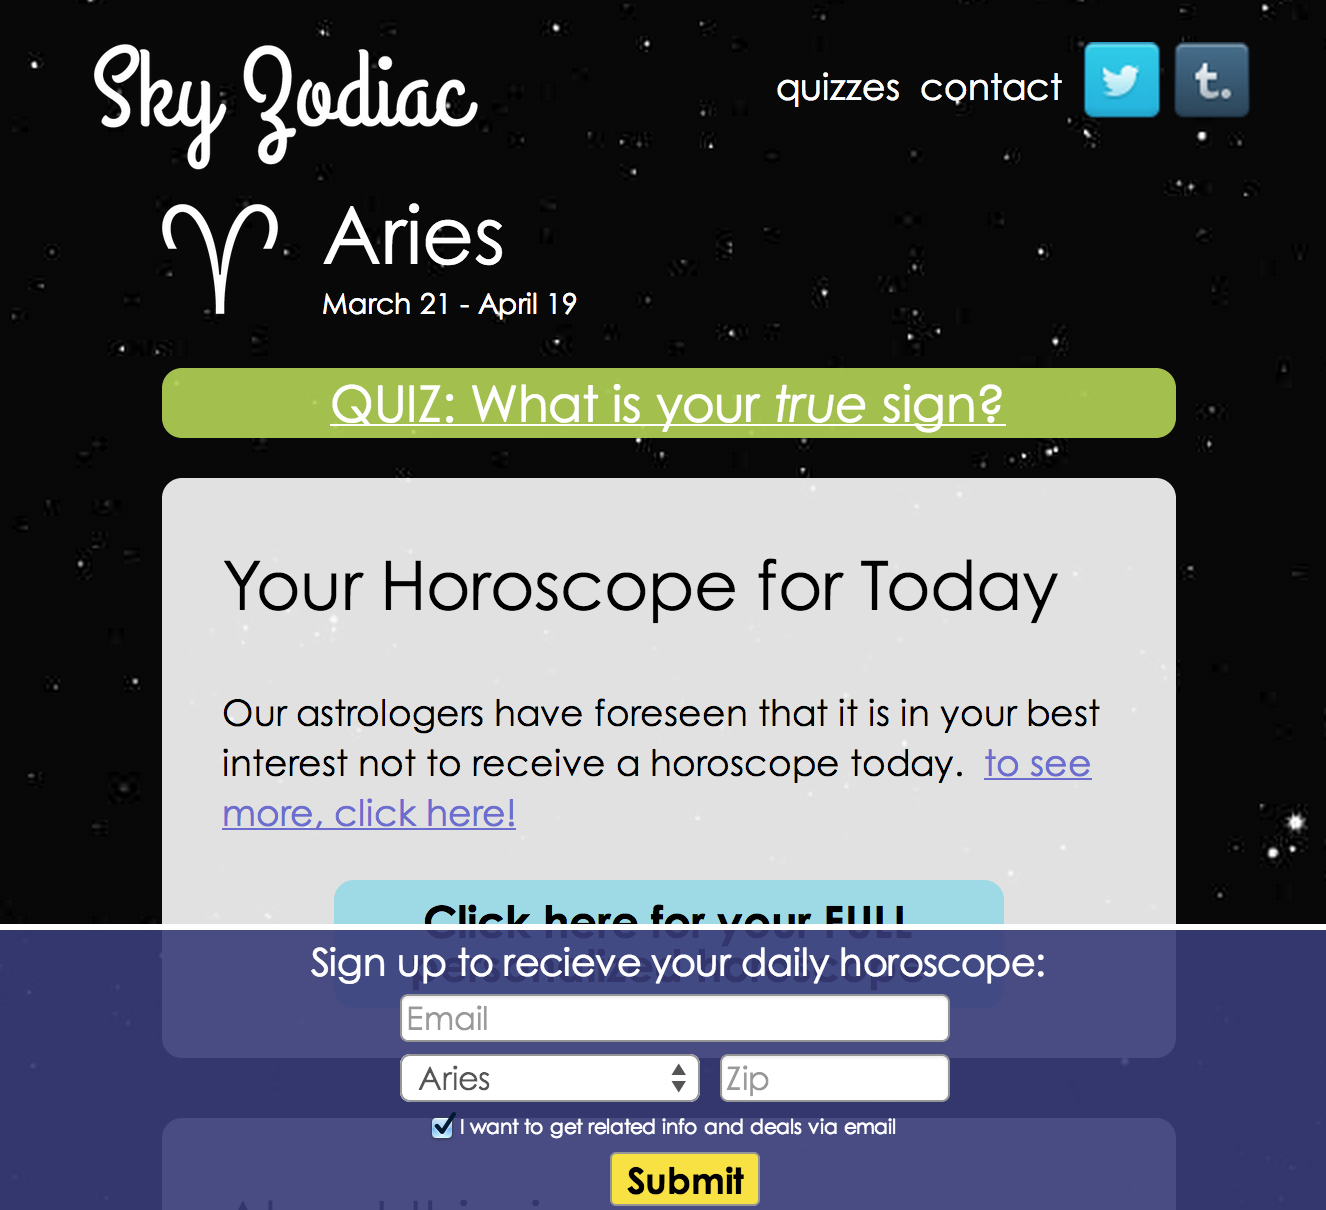 Sky Zodiac
quizzes contact
t.
Aries
March 21 - April 19
QUIZ: What is your true sign?
Your Horoscope for Today
Our astrologers have foreseen that it is in your best
interest not to receive a horoscope today. to see
more, click here!
Click here for your FULL
personalized horoscope
Sign up to recieve your daily horoscope:
Email
Aries Zip
I want to get related info and deals via email
Submit